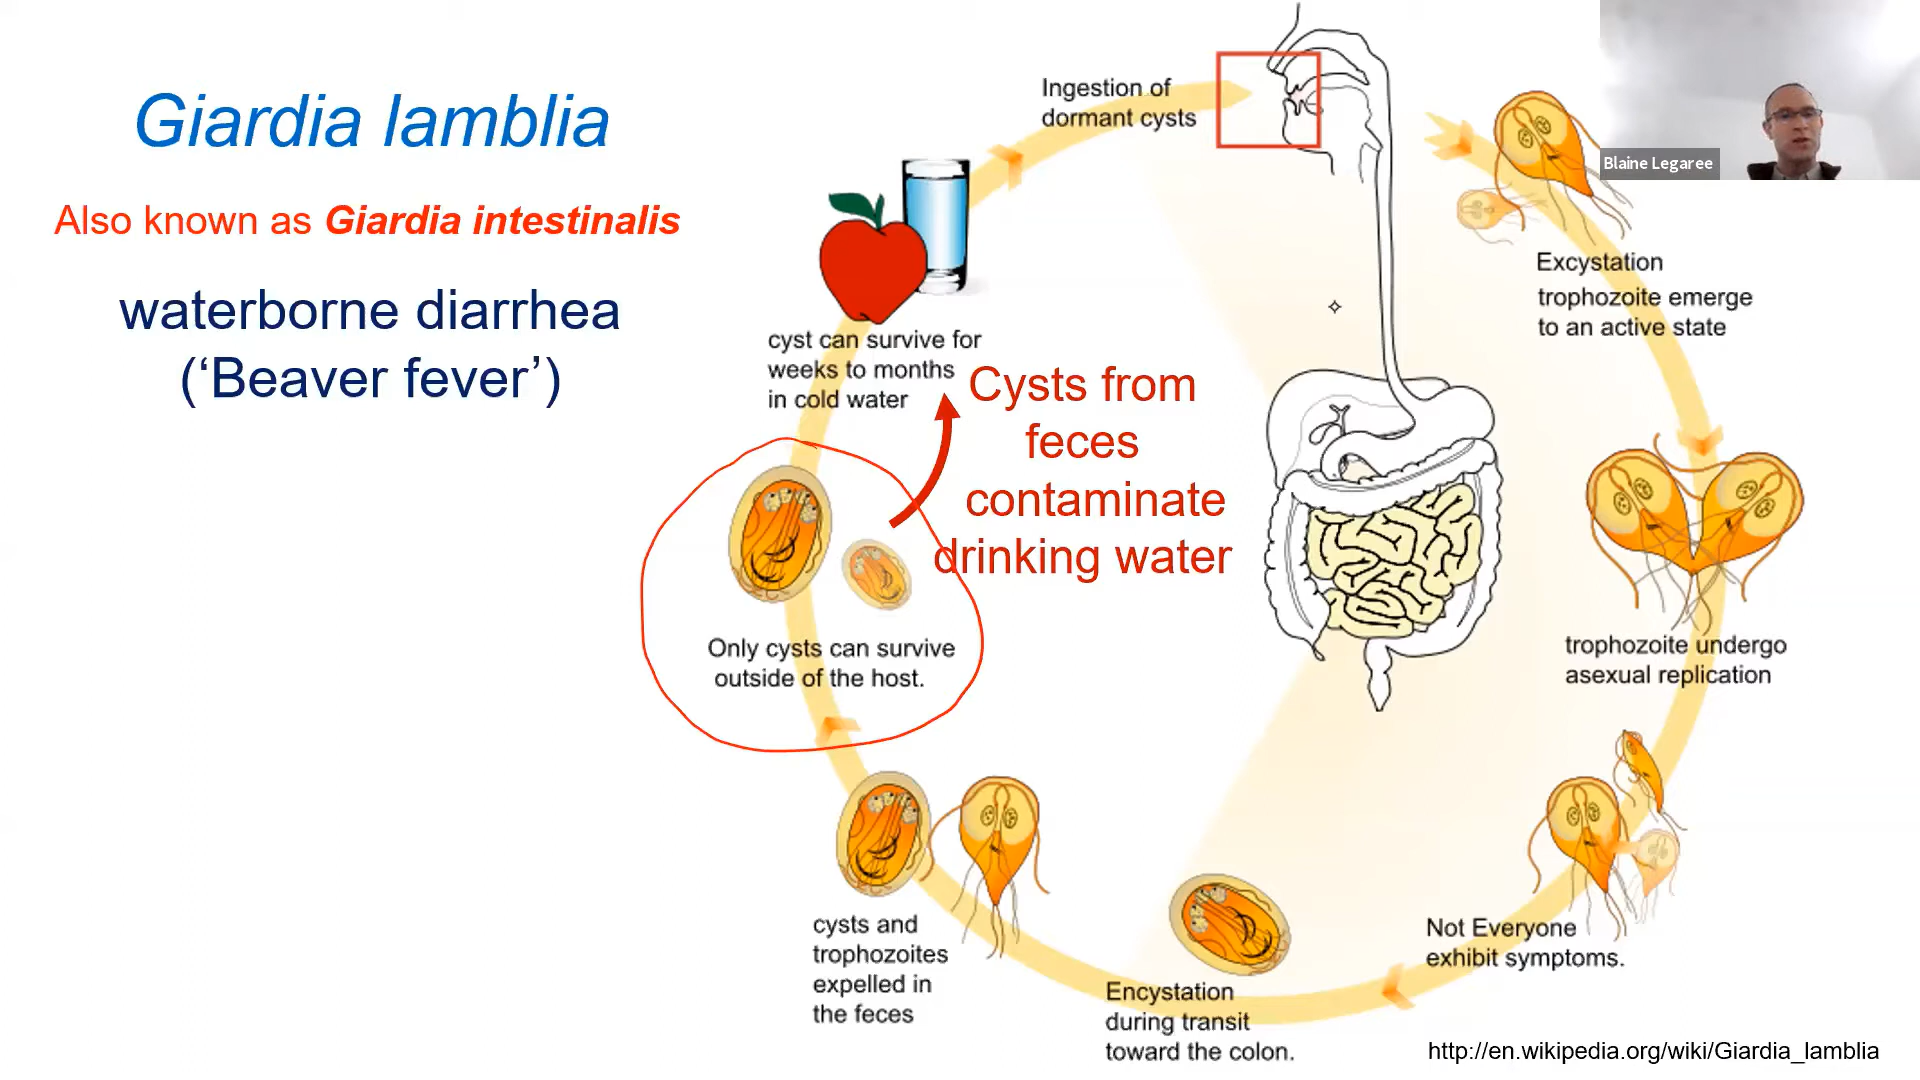 Giardia lamblia
Also known as Giardia intestinalis
waterborne diarrhea
(‘Beaver fever’)
Ingestion of
dormant cysts
Blaine Legaree
Excystation
trophozoite emerge
to an active state
cyst can survive for
weeks to months
in cold water
Cysts from
feces
contaminate
drinking water
Only cysts can survive
outside of the host.
trophozoite undergo
asexual replication
cysts and
trophozoites
expelled in
the feces
Not Everyone
exhibit symptoms.
Encystation
during transit
toward the colon.
http://en.wikipedia.org/wiki/Giardia_lamblia